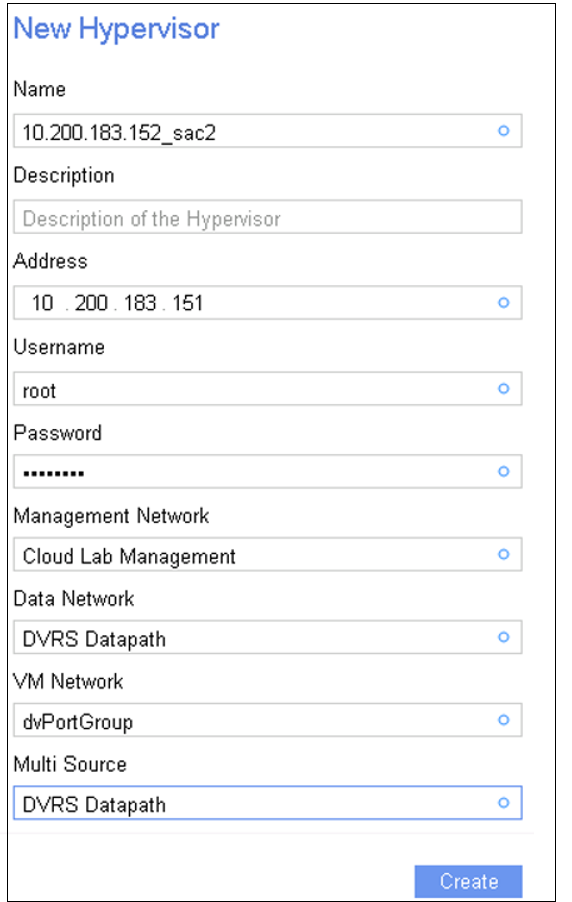 New Hypervisor
Name
10.200.183.152_sac2
Description
Description of the Hypervisor
Address
10 . 200 . 183 . 151
Username
root
Password
••••••••
Management Network
Cloud Lab Management
Data Network
DVRS Datapath
VM Network
dvPortGroup
Multi Source
DVRS Datapath
Create